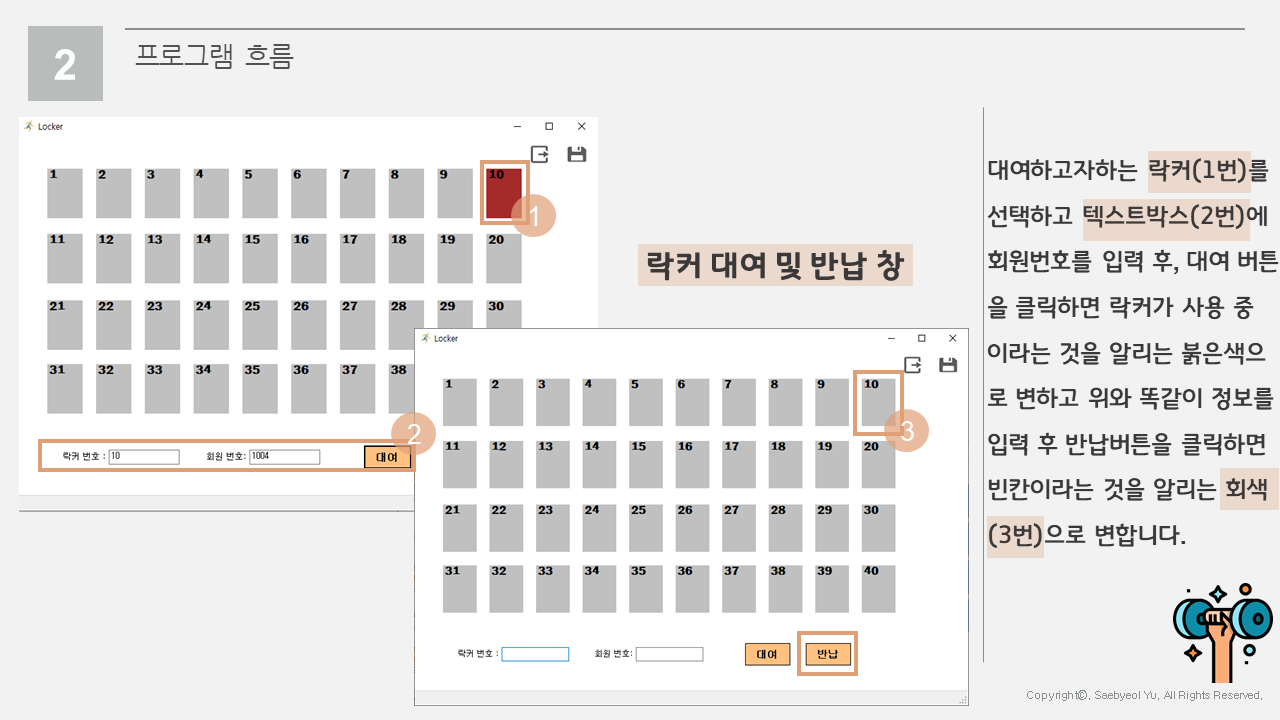 2
프로그램 흐름
Locker
1 2 3 4 5 6 7 8 9 10
1
11 12 13 14 15 16 17 18 19 20
21 22 23 24 25 26 27 28 29 30
31 32 33 34 35 36 37 38
락커 번호 : 10 회원 번호: 1004 대여
2
락커 대여 및 반납 창
Locker
1 2 3 4 5 6 7 8 9 10
3
11 12 13 14 15 16 17 18 19 20
21 22 23 24 25 26 27 28 29 30
31 32 33 34 35 36 37 38 39 40
락커 번호 : 회원 번호: 대여 반납
대여하고자하는 락커(1번)를
선택하고 텍스트박스(2번)에
회원번호를 입력 후, 대여 버튼
을 클릭하면 락커가 사용 중
이라는 것을 알리는 붉은색으
로 변하고 위와 똑같이 정보를
입력 후 반납버튼을 클릭하면
빈칸이라는 것을 알리는 회색
(3번)으로 변합니다.
Copyright©. Saebyeol Yu. All Rights Reserved.